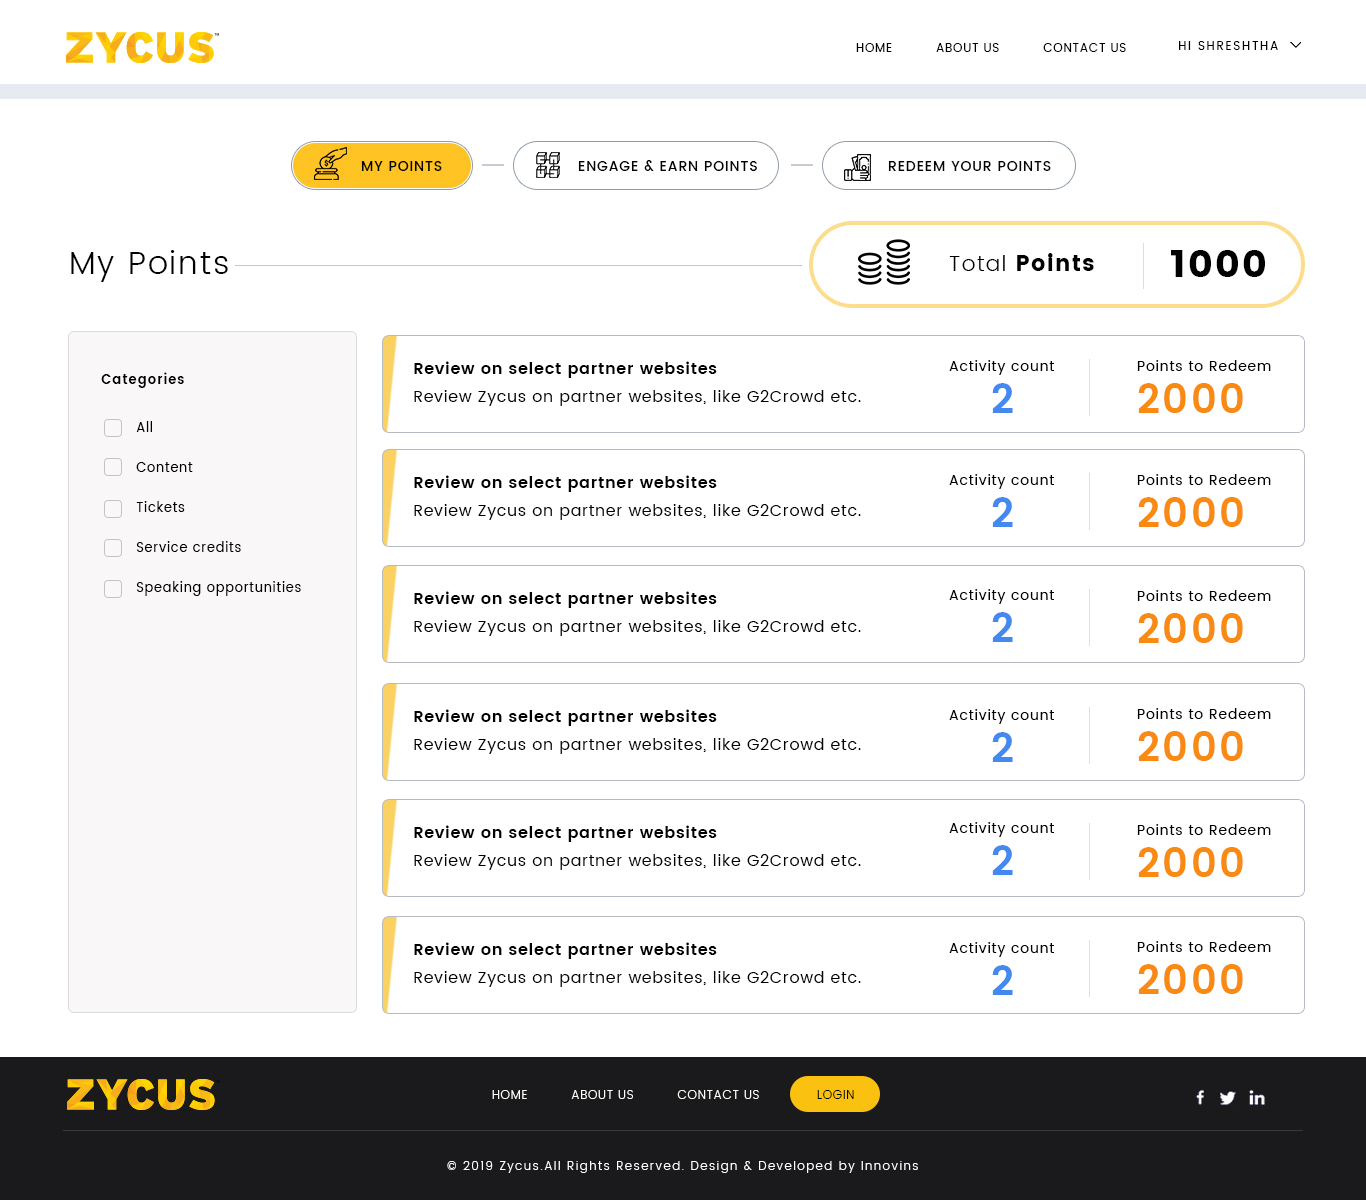 ZYCUS™
HOME ABOUT US CONTACT US HI SHRESHTHA
MY POINTS ENGAGE & EARN POINTS REDEEM YOUR POINTS
My Points
Total Points 1000
Categories
All
Content
Tickets
Service credits
Speaking opportunities
Review on select partner websites
Review Zycus on partner websites, like G2Crowd etc.
Activity count
2
Points to Redeem
2000
Review on select partner websites
Review Zycus on partner websites, like G2Crowd etc.
Activity count
2
Points to Redeem
2000
Review on select partner websites
Review Zycus on partner websites, like G2Crowd etc.
Activity count
2
Points to Redeem
2000
Review on select partner websites
Review Zycus on partner websites, like G2Crowd etc.
Activity count
2
Points to Redeem
2000
Review on select partner websites
Review Zycus on partner websites, like G2Crowd etc.
Activity count
2
Points to Redeem
2000
Review on select partner websites
Review Zycus on partner websites, like G2Crowd etc.
Activity count
2
Points to Redeem
2000
ZYCUS
HOME ABOUT US CONTACT US LOGIN
© 2019 Zycus.All Rights Reserved. Design & Developed by Innovins